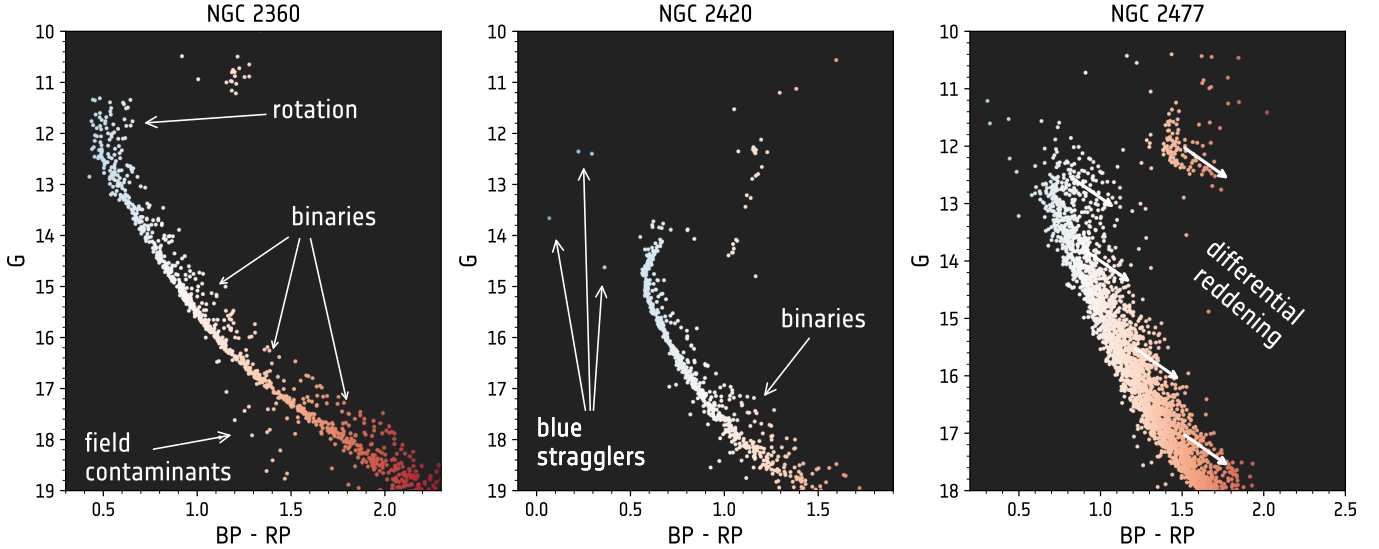 NGC 2360
10
11
12
13
14
15
16
17
18
19
G
0.5
1.0
1.5
2.0
BP - RP
rotation
binaries
field
contaminants
NGC 2420
10
11
12
13
14
15
16
17
18
19
G
0.0
0.5
1.0
1.5
BP - RP
binaries
blue
stragglers
NGC 2477
10
11
12
13
14
15
16
17
18
G
0.5
1.0
1.5
2.0
2.5
BP - RP
differential
reddening